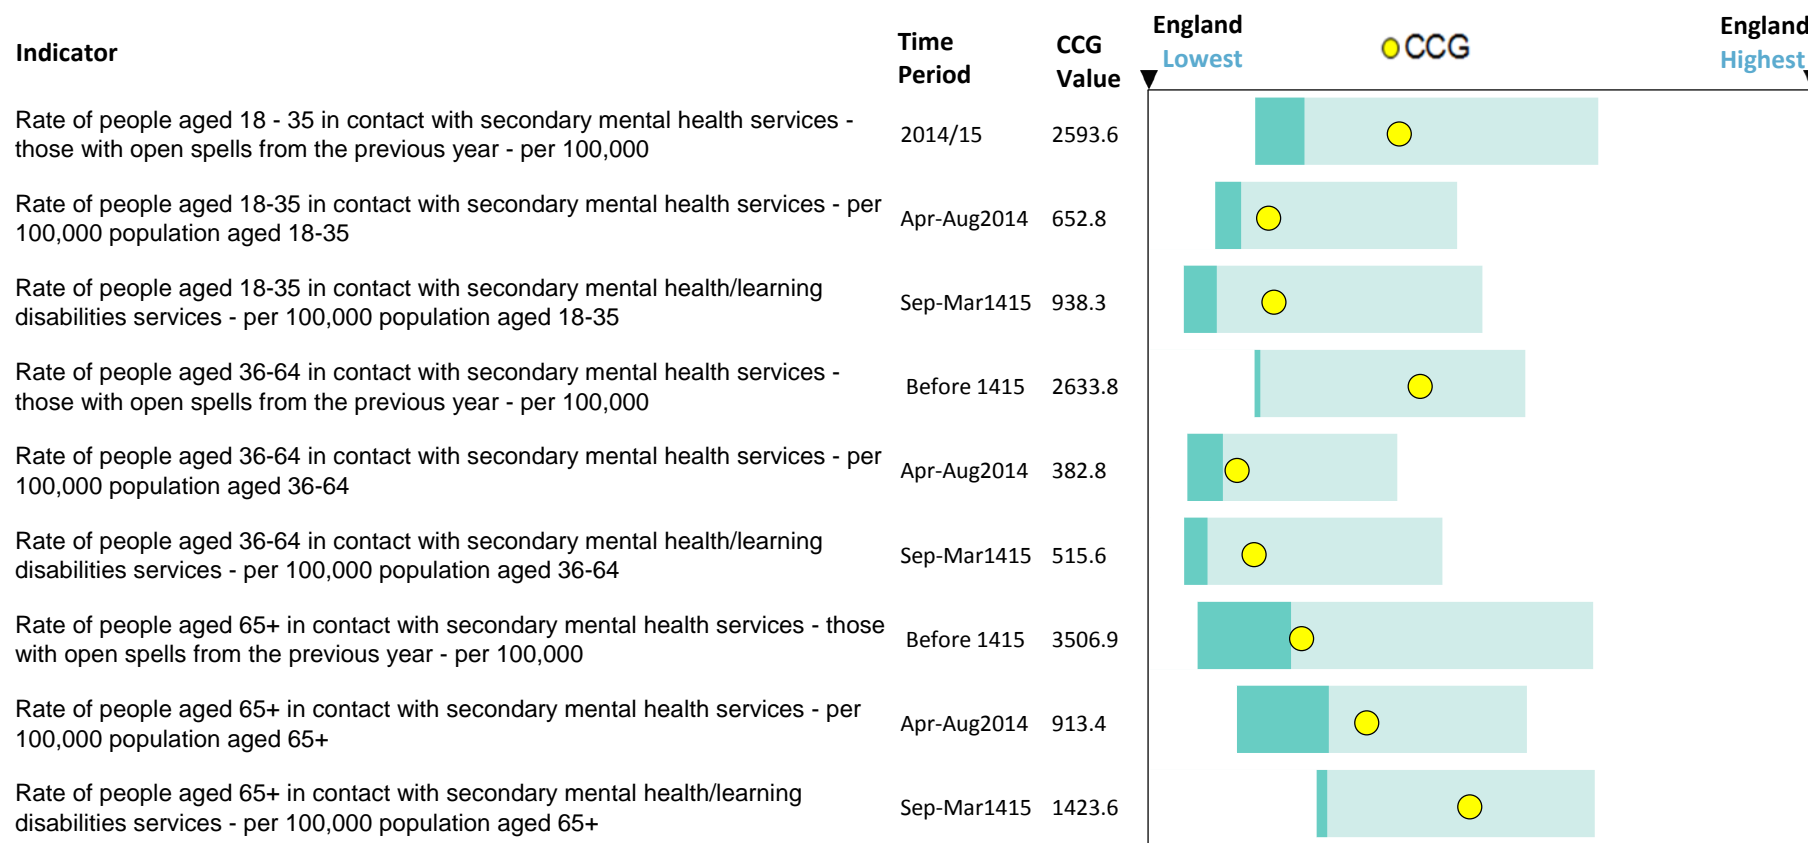 Indicator
Time
Period
CCG
Value
England
Lowest
CCG
England
Highest
Rate of people aged 18 - 35 in contact with secondary mental health services -
those with open spells from the previous year - per 100,000
2014/15
2593.6
Rate of people aged 18-35 in contact with secondary mental health services - per
100,000 population aged 18-35
Apr-Aug2014
652.8
Rate of people aged 18-35 in contact with secondary mental health/learning
disabilities services - per 100,000 population aged 18-35
Sep-Mar1415
938.3
Rate of people aged 36-64 in contact with secondary mental health services -
those with open spells from the previous year - per 100,000
Before 1415
2633.8
Rate of people aged 36-64 in contact with secondary mental health services - per
100,000 population aged 36-64
Apr-Aug2014
382.8
Rate of people aged 36-64 in contact with secondary mental health/learning
disabilities services - per 100,000 population aged 36-64
Sep-Mar1415
515.6
Rate of people aged 65+ in contact with secondary mental health services - those
with open spells from the previous year - per 100,000
Before 1415
3506.9
Rate of people aged 65+ in contact with secondary mental health services - per
100,000 population aged 65+
Apr-Aug2014
913.4
Rate of people aged 65+ in contact with secondary mental health/learning
disabilities services - per 100,000 population aged 65+
Sep-Mar1415
1423.6